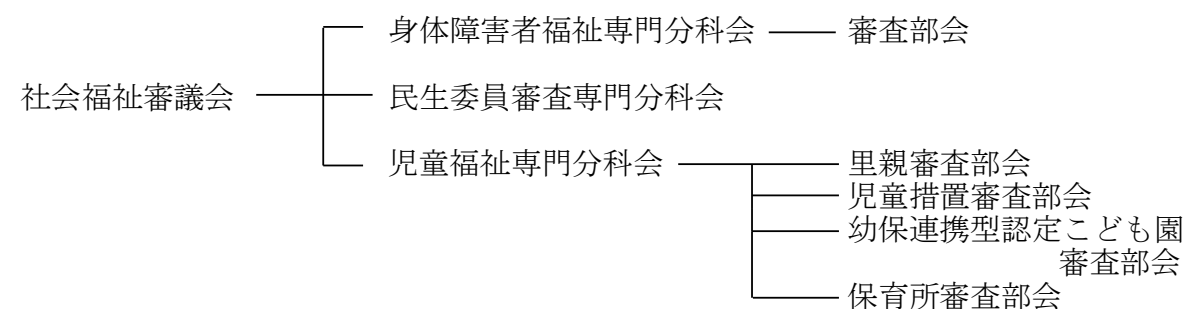 身体障害者福祉専門分科会 審査部会
社会福祉審議会 民生委員審査専門分科会
児童福祉専門分科会 里親審査部会
児童措置審査部会
幼保連携型認定こども園
審査部会
保育所審査部会